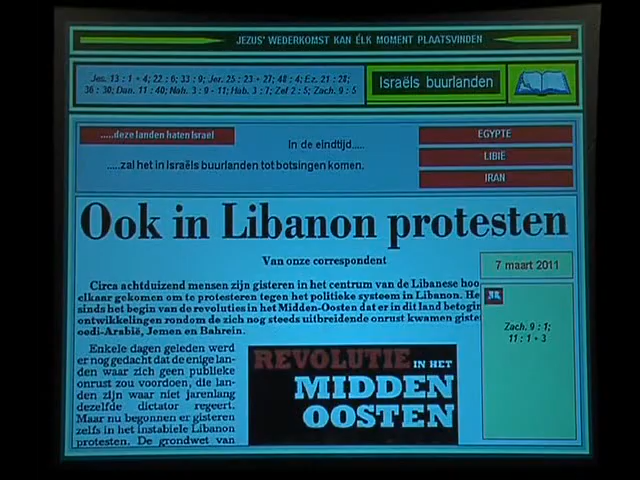 JEZUS' WEDERKOMST KAN ÉLK MOMENT PLAATSVINDEN
Jes. 13 : 1 + 4; 22 : 6; 33 : 9; Jer. 25 : 23 + 27; 48 : 4; Ez. 21 : 28;
36 : 30; Dan. 11 : 40; Nah. 3 : 9 - 11; Hab. 3 : 7; Zef 2 : 5; Zach. 9 : 5
Israëls buurlanden
.....deze landen haten Israël
In de eindtijd.....
.....zal het in Israëls buurlanden tot botsingen komen.
EGYPTE
LIBIË
IRAN
Ook in Libanon protesten
Van onze correspondent
7 maart 2011
Circa achtduizend mensen zijn gisteren in het centrum van de Libanese hoo
elkaar gekomen om te protesteren tegen het politieke systeem in Libanon. He
sinds het begin van de revoluties in het Midden-Oosten dat er in dit land betogin
ontwikkelingen rondom de zich nog steeds uitbreidende onrust kwamen giste
oedi-Arabië, Jemen en Bahrein.
Enkele dagen geleden werd
er nog gedacht dat de enige lan-
den waar zich geen publieke
onrust zou voordoen, die lan-
den zijn waar niet jarenlang
dezelfde dictator regeert.
Maar nu begonnen er gisteren
zelfs in het instabiele Libanon
protesten. De grondwet van
REVOLUTIE IN HET
MIDDEN
OOSTEN
Zach. 9 : 1;
11 : 1 + 3